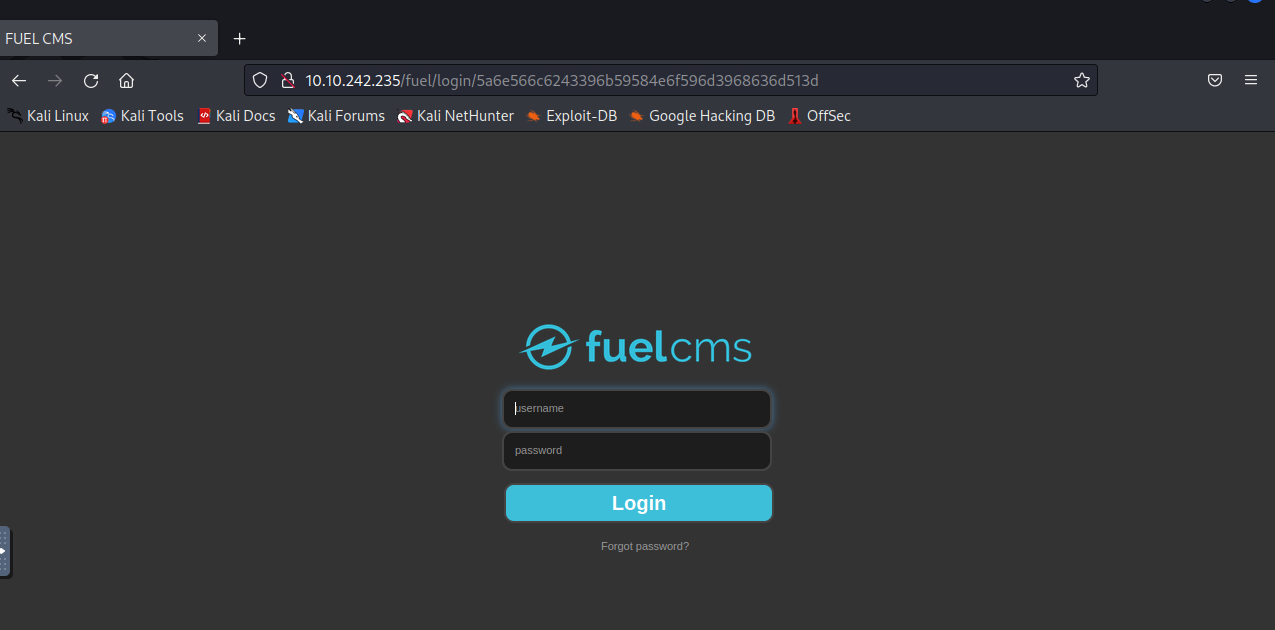 FUEL CMS
10.10.242.235/fuel/login/5a6e566c6243396b59584e6f596d3968636d513d
Kali Linux Kali Tools Kali Docs Kali Forums Kali NetHunter Exploit-DB Google Hacking DB OffSec
fuelcms
username
password
Login
Forgot password?